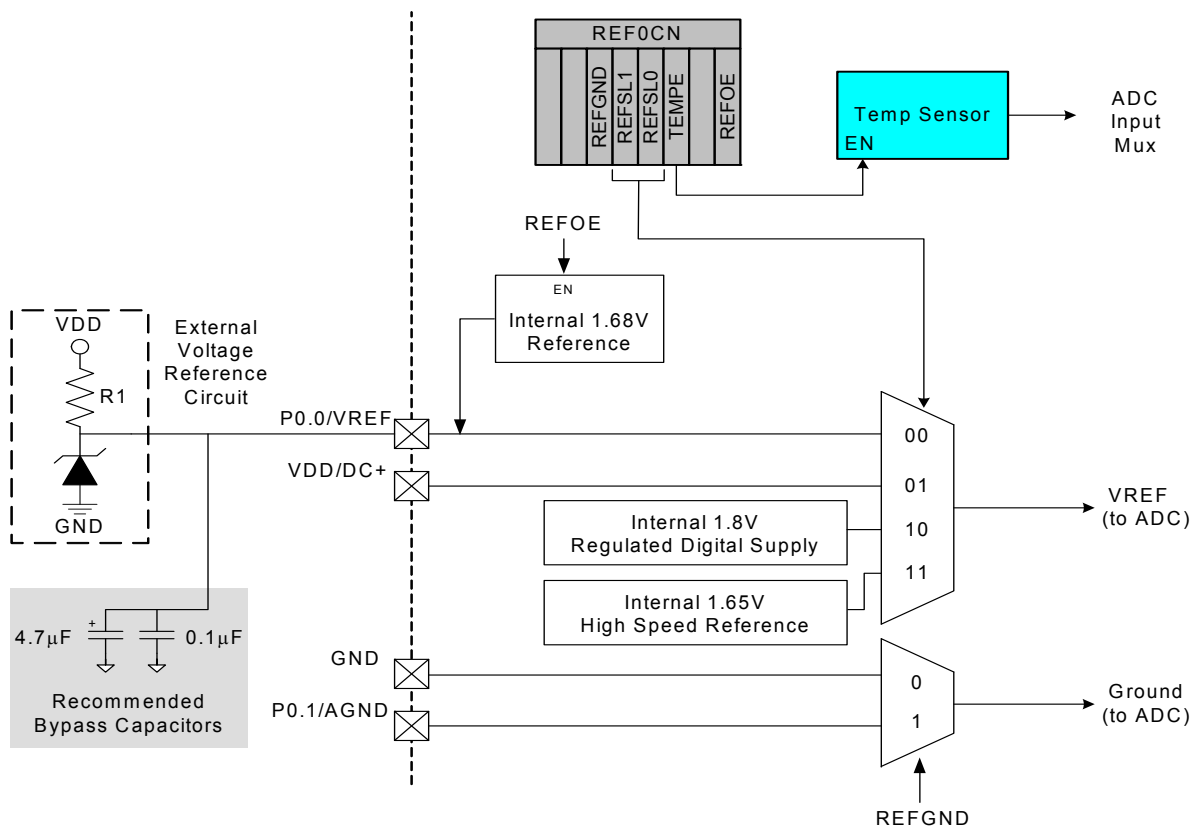 REF0CN
REFGND
REFSL1
REFSL0
TEMPE
REFOE
Temp Sensor
EN
ADC
Input
Mux
REFOE
EN
Internal 1.68V
Reference
VDD
R1
GND
External
Voltage
Reference
Circuit
P0.0/VREF
VDD/DC+
00
01
10
11
Internal 1.8V
Regulated Digital Supply
Internal 1.65V
High Speed Reference
VREF
(to ADC)
4.7µF
+
0.1µF
Recommended
Bypass Capacitors
GND
P0.1/AGND
0
1
Ground
(to ADC)
REFGND